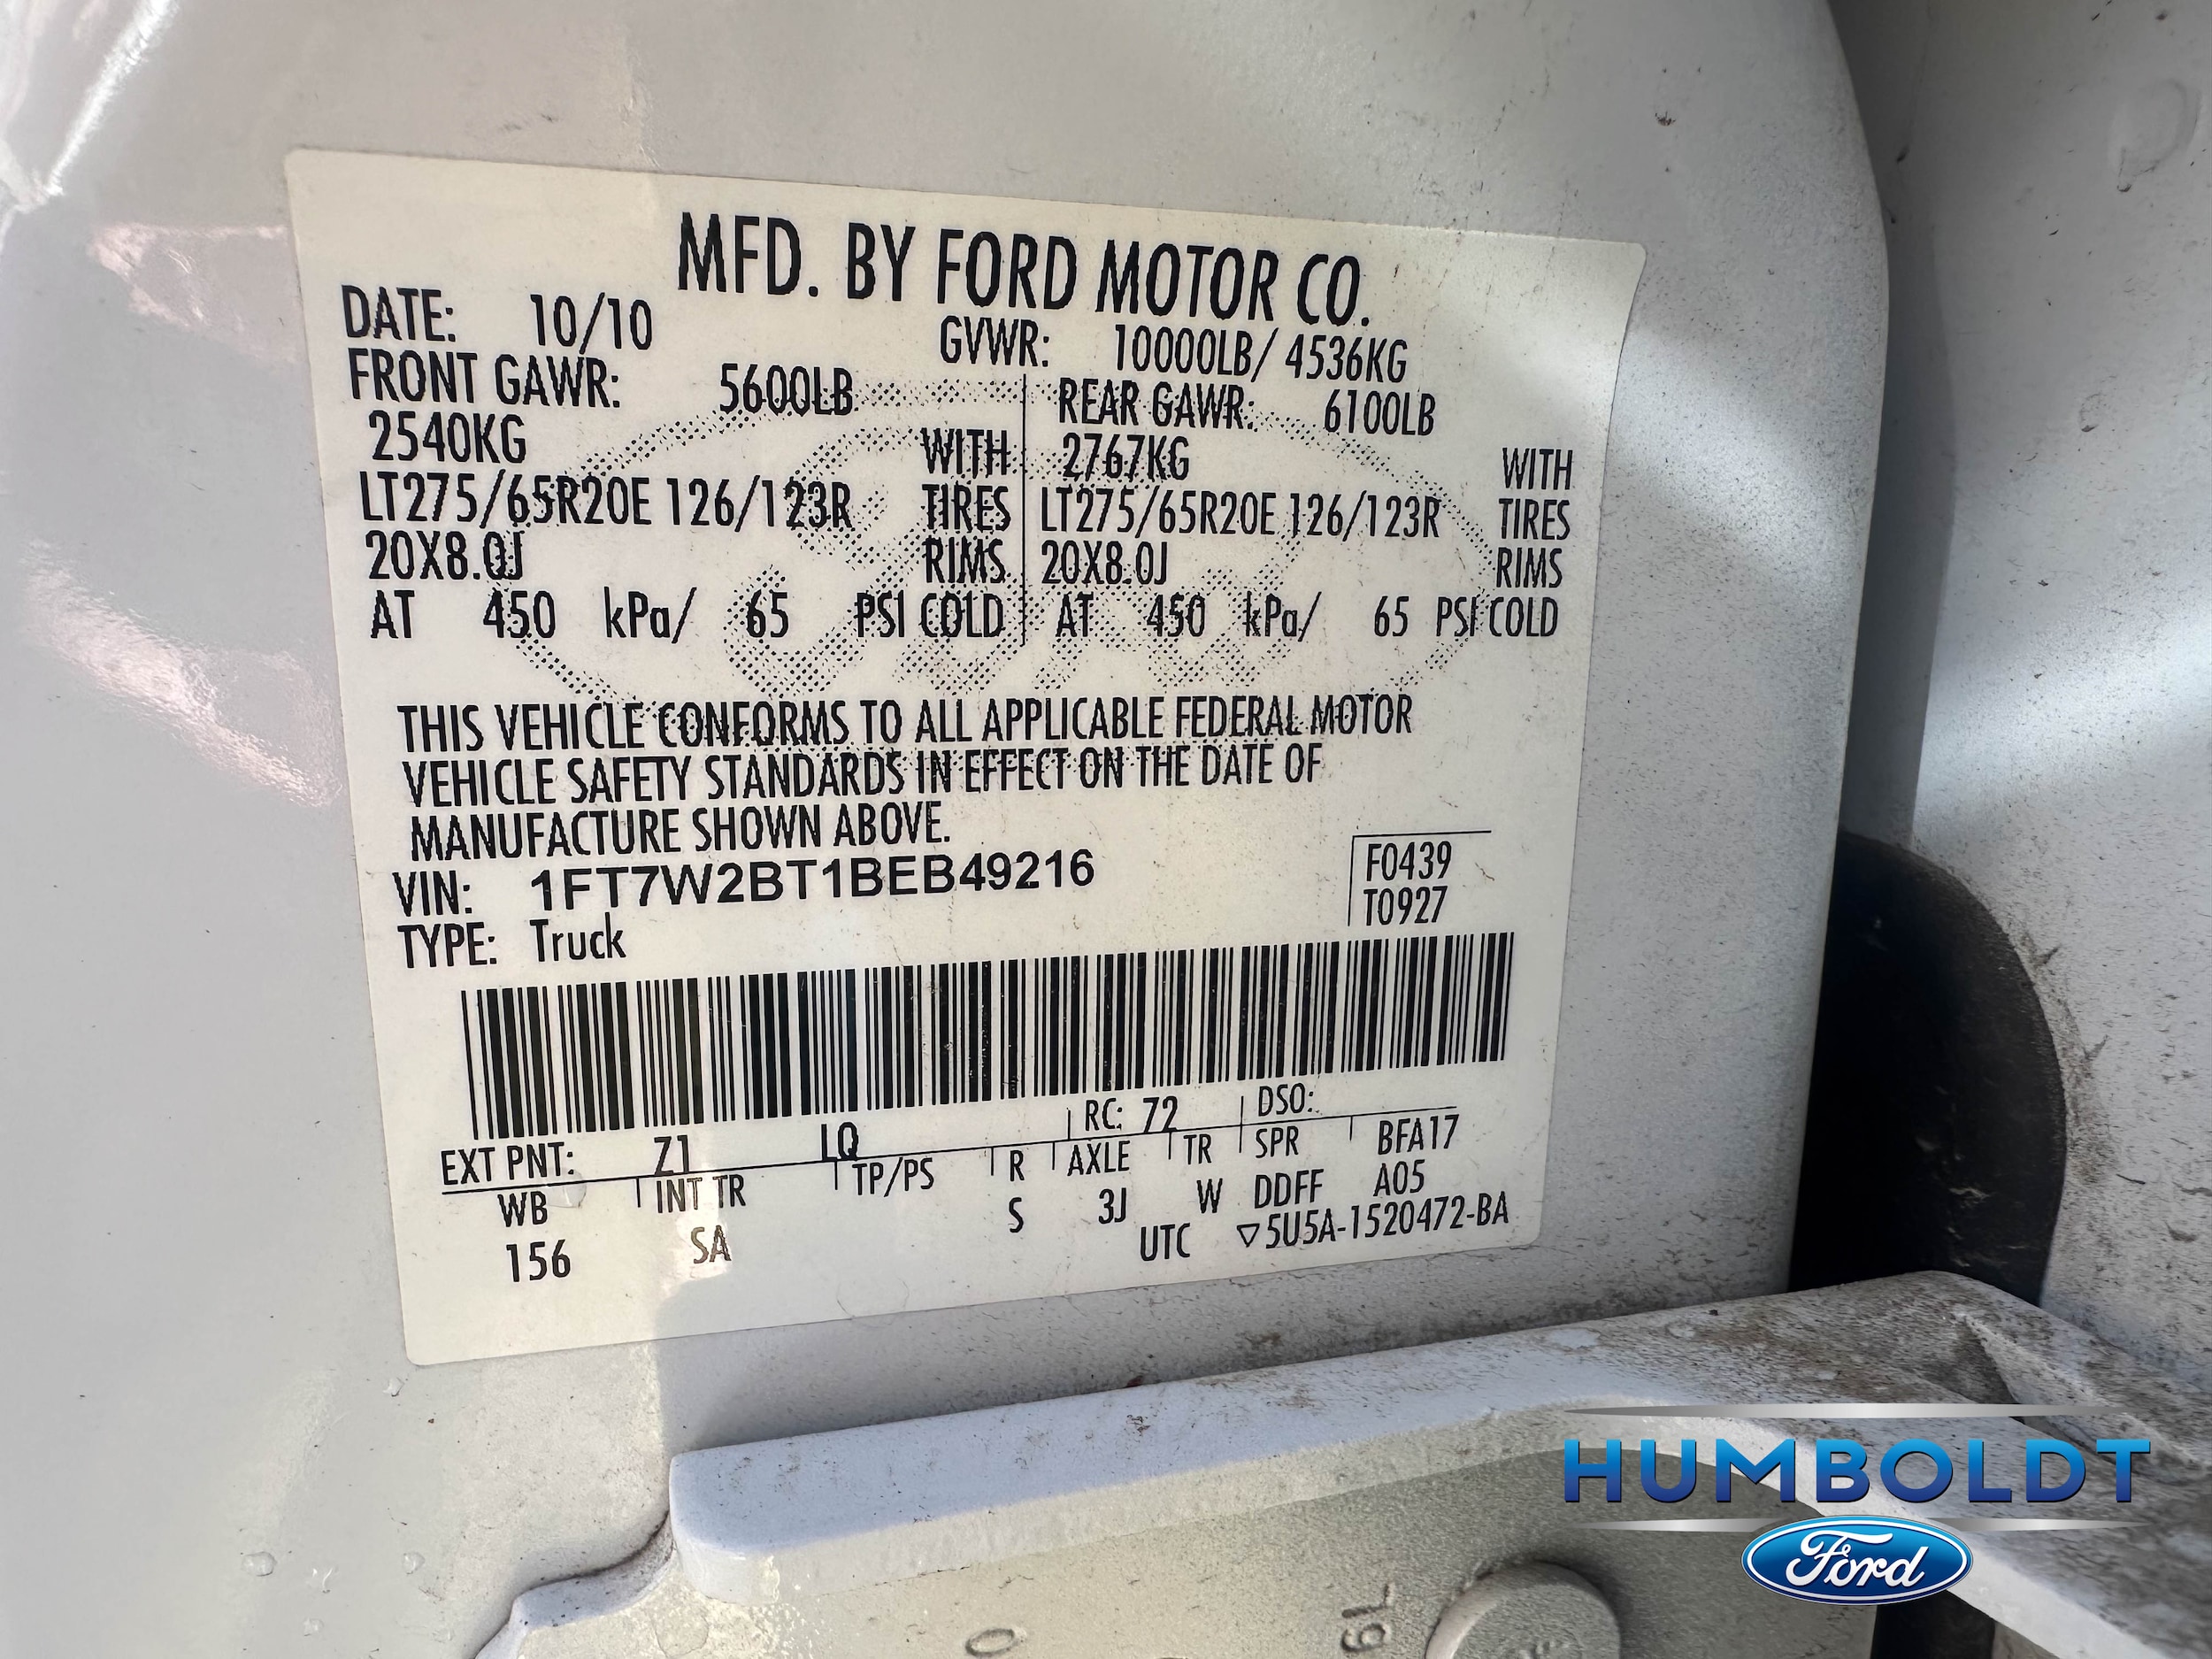 MFD. BY FORD MOTOR CO.
DATE: 10/10 GVWR: 10000LB/ 4536KG
FRONT GAWR: 5600LB REAR GAWR: 6100LB
2540KG WITH 2767KG WITH
LT275/65R20E 126/123R TIRES LT275/65R20E 126/123R TIRES
20X8.0J RIMS 20X8.0J RIMS
AT 450 kPa/ 65 PSI COLD AT 450 kPa/ 65 PSI COLD
THIS VEHICLE CONFORMS TO ALL APPLICABLE FEDERAL MOTOR
VEHICLE SAFETY STANDARDS IN EFFECT ON THE DATE OF
MANUFACTURE SHOWN ABOVE.
VIN: 1FT7W2BT1BEB49216 F0439
TYPE: Truck T0927
EXT PNT: Z1 LQ RC: 72 DSO:
WB INT TR TP/PS R AXLE TR SPR BFA17
156 SA S 3J W DDFF A05
UTC ▽5U5A-1520472-BA
HUMBOLDT
Ford
0 6L